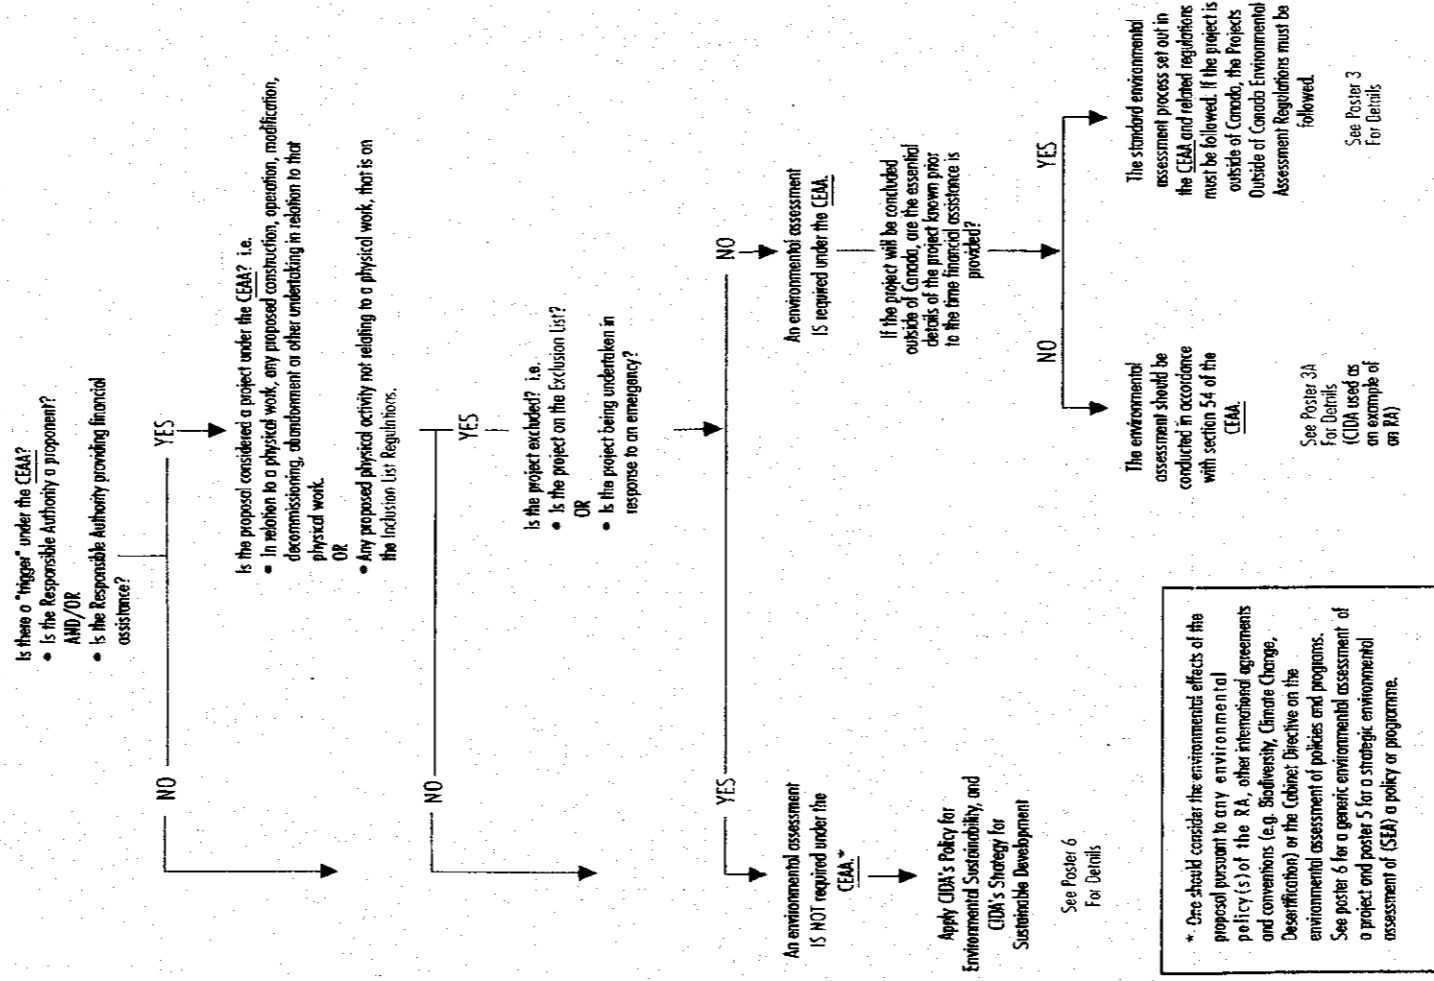 Is there a "trigger" under the CEAA?
• Is the Responsible Authority a proponent?
AND/OR
• Is the Responsible Authority providing financial
assistance?
NO
YES
Is the proposal considered a project under the CEAA? i.e.
• In relation to a physical work, any proposed construction, operation, modification,
decommissioning, abandonment or other undertaking in relation to that
physical work.
OR
• Any proposed physical activity not relating to a physical work, that is on
the Inclusion List Regulations.
NO
YES
Is the project excluded? i.e.
• Is the project on the Exclusion List?
OR
• Is the project being undertaken in
response to an emergency?
YES
NO
An environmental assessment
IS NOT required under the
CEAA.*
Apply CIDA's Policy for
Environmental Sustainability, and
CIDA's Strategy for
Sustainable Development
See Poster 6
For Details
An environmental assessment
IS required under the CEAA.
If the project will be concluded
outside of Canada, are the essential
details of the project known prior
to the time financial assistance is
provided?
NO
YES
The environmental
assessment should be
conducted in accordance
with section 54 of the
CEAA.
See Poster 3A
For Details
(CIDA used as
an example of
an RA)
The standard environmental
assessment process set out in
the CEAA and related regulations
must be followed. If the project is
outside of Canada, the Projects
Outside of Canada Environmental
Assessment Regulations must be
followed.
See Poster 3
For Details
* One should consider the environmental effects of the
proposal pursuant to any environmental
policy(s) of the RA, other international agreements
and conventions (e.g. Biodiversity, Climate Change,
Desertification) or the Cabinet Directive on the
environmental assessment of policies and programs.
See poster 6 for a generic environmental assessment of
a project and poster 5 for a strategic environmental
assessment of (SEA) a policy or programme.